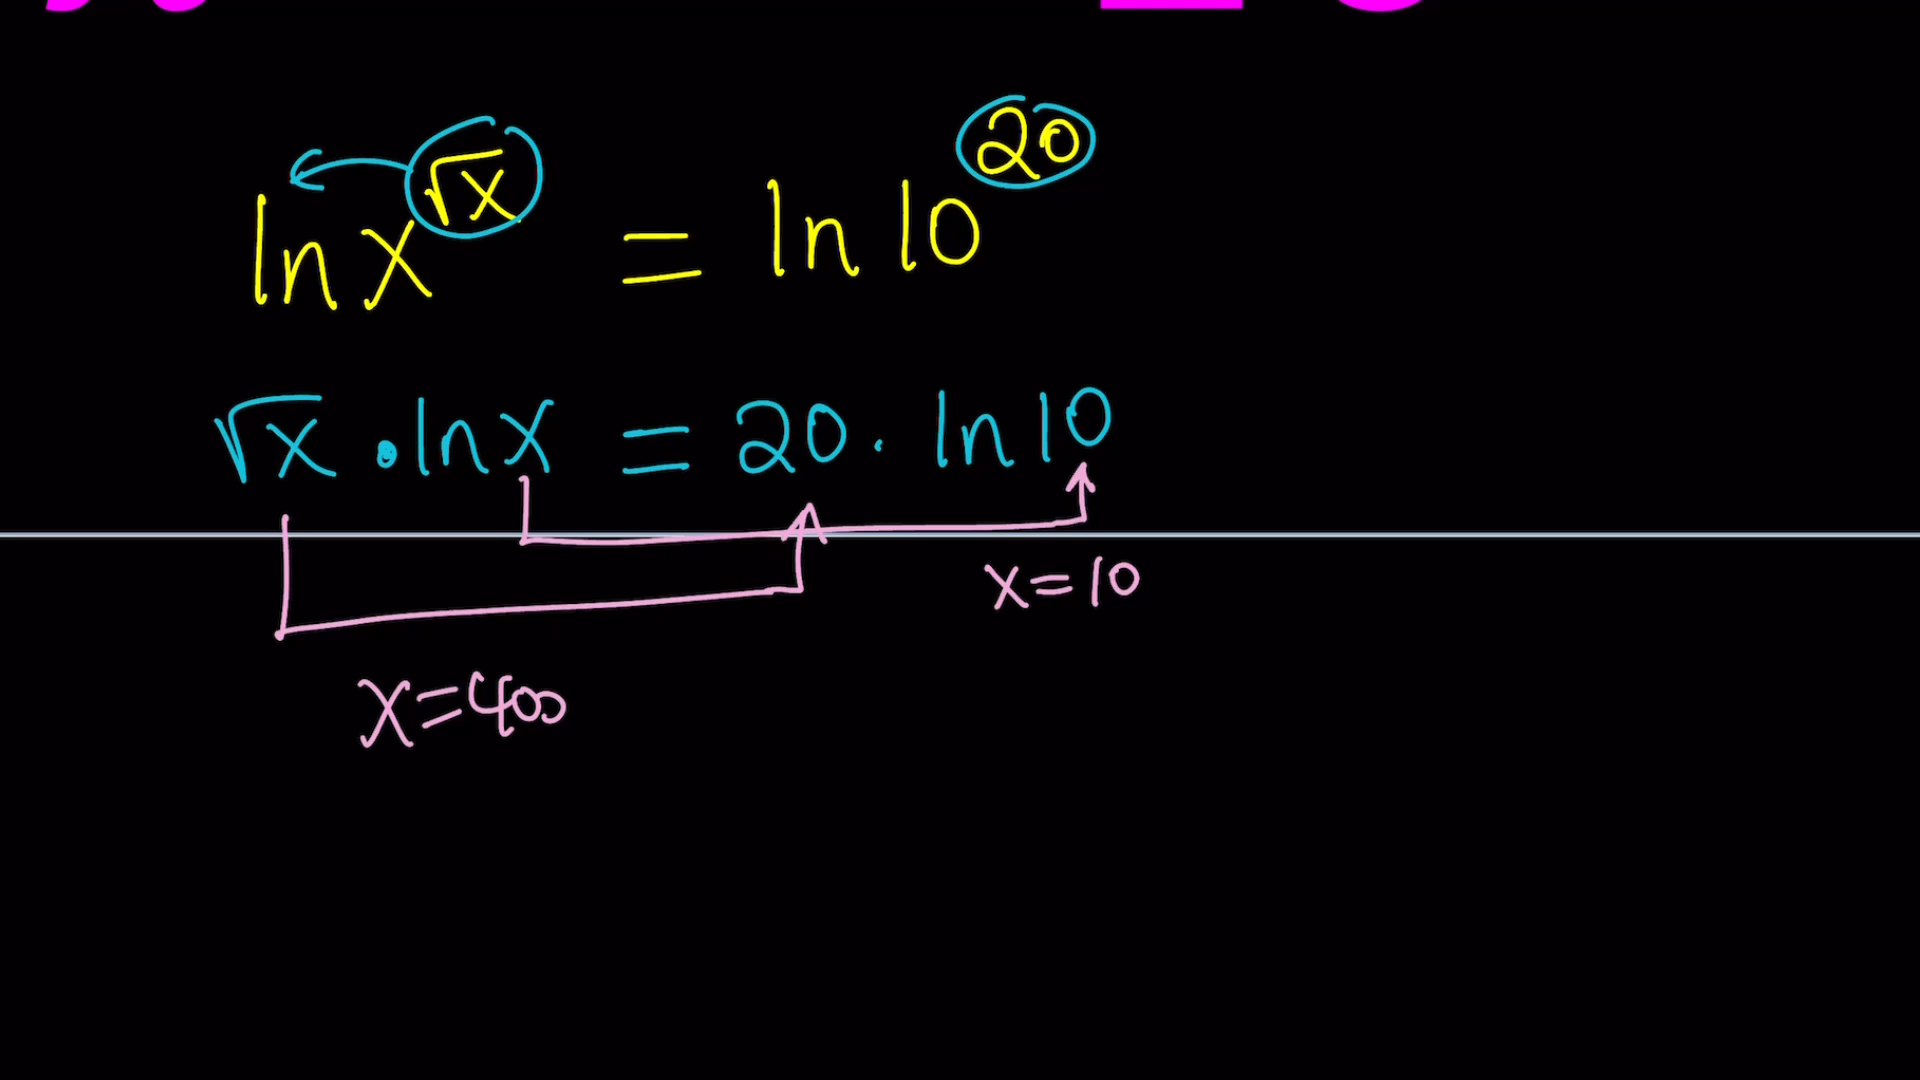 ln x^√x = ln 10^20
√x · ln x = 20 · ln 10
x = 10
x = 400